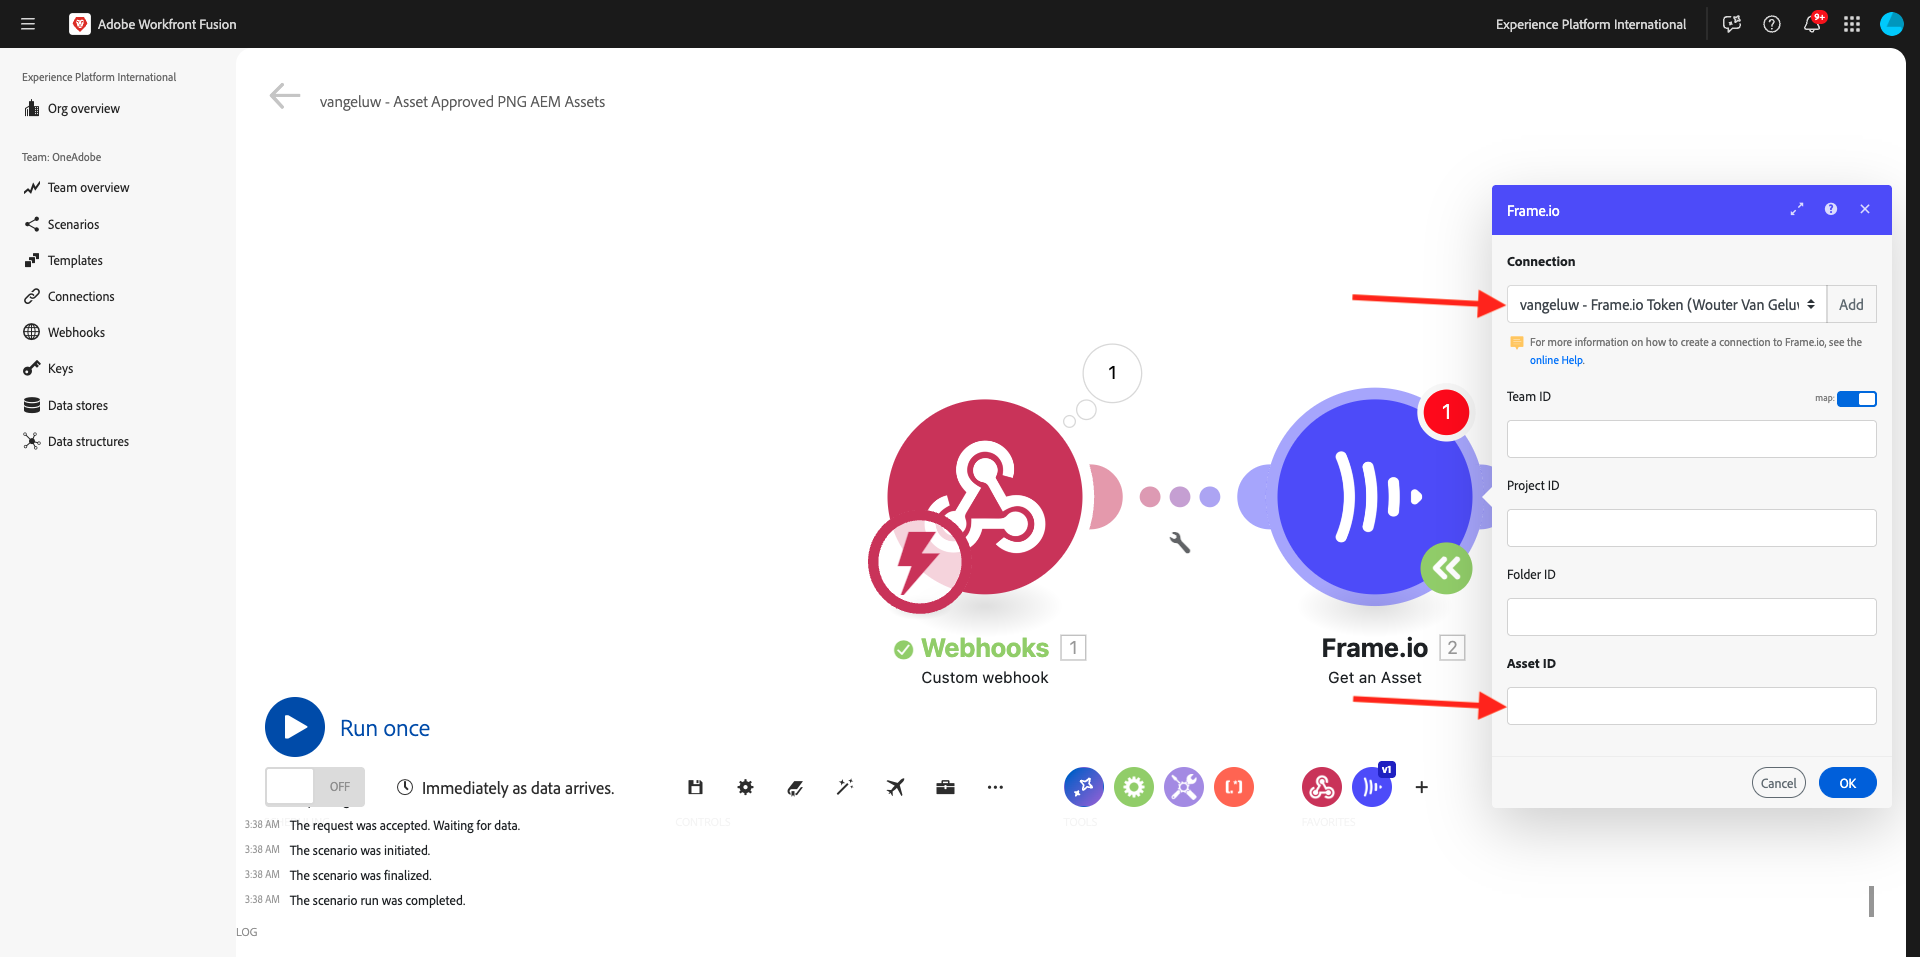 Adobe Workfront Fusion
Experience Platform International
9+
Experience Platform International
Org overview
Team: OneAdobe
Team overview
Scenarios
Templates
Connections
Webhooks
Keys
Data stores
Data structures
vangeluw - Asset Approved PNG AEM Assets
1
1
Webhooks 1
Custom webhook
Frame.io 2
Get an Asset
Frame.io
Connection
vangeluw - Frame.io Token (Wouter Van Geluv
Add
For more information on how to create a connection to Frame.io, see the
online Help.
Team ID
map:
Project ID
Folder ID
Asset ID
Cancel
OK
Run once
OFF
Immediately as data arrives.
v1
CONTROLS
TOOLS
FAVORITES
3:38 AM The request was accepted. Waiting for data.
3:38 AM The scenario was initiated.
3:38 AM The scenario was finalized.
3:38 AM The scenario run was completed.
LOG